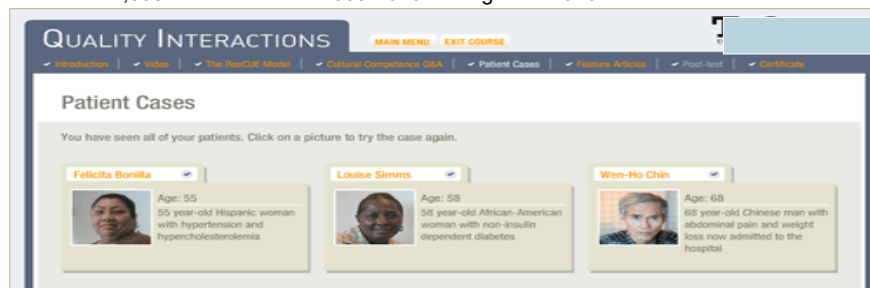 QUALITY INTERACTIONS
MAIN MENU EXIT COURSE
Introduction | Video | The ResCUE Model | Cultural Competence Q&A | Patient Cases | Feature Articles | Post-test | Certificate
Patient Cases
You have seen all of your patients. Click on a picture to try the case again.
Felicita Bonilla
Age: 55
55 year-old Hispanic woman
with hypertension and
hypercholesterolemia
Louise Simms
Age: 58
58 year-old African-American
woman with non-insulin
dependent diabetes
Wen-Ho Chin
Age: 68
68 year-old Chinese man with
abdominal pain and weight
loss now admitted to the
hospital